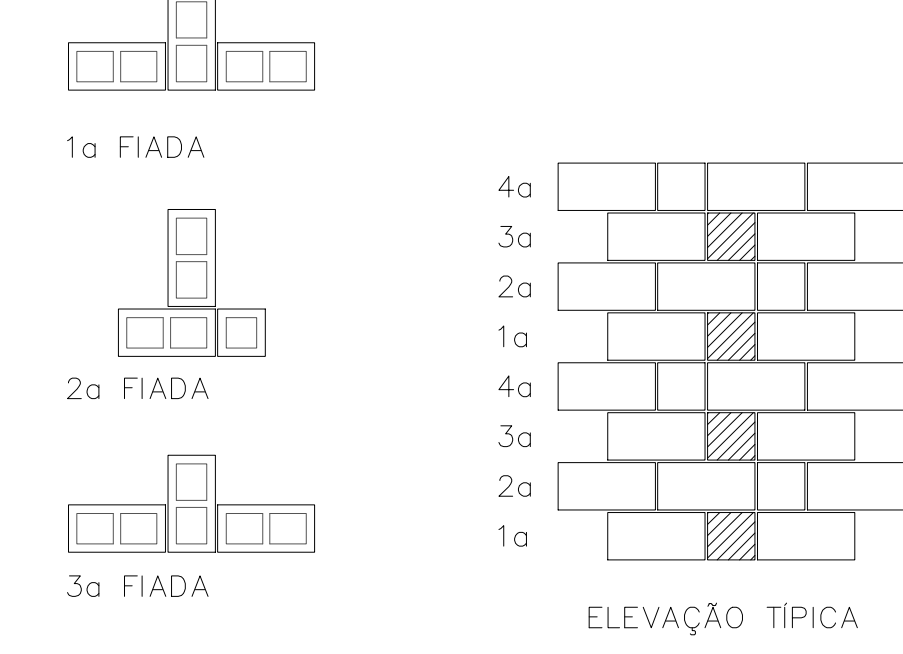 1a FIADA
2a FIADA
3a FIADA
4a
3a
2a
1a
4a
3a
2a
1a
ELEVAÇÃO TÍPICA